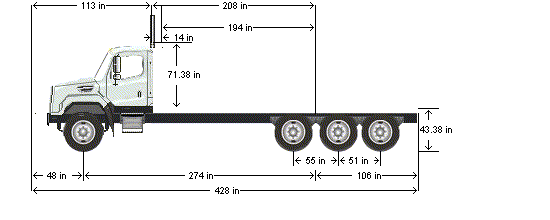 113 in
208 in
194 in
14 in
71.38 in
43.38 in
55 in
51 in
48 in
274 in
106 in
428 in